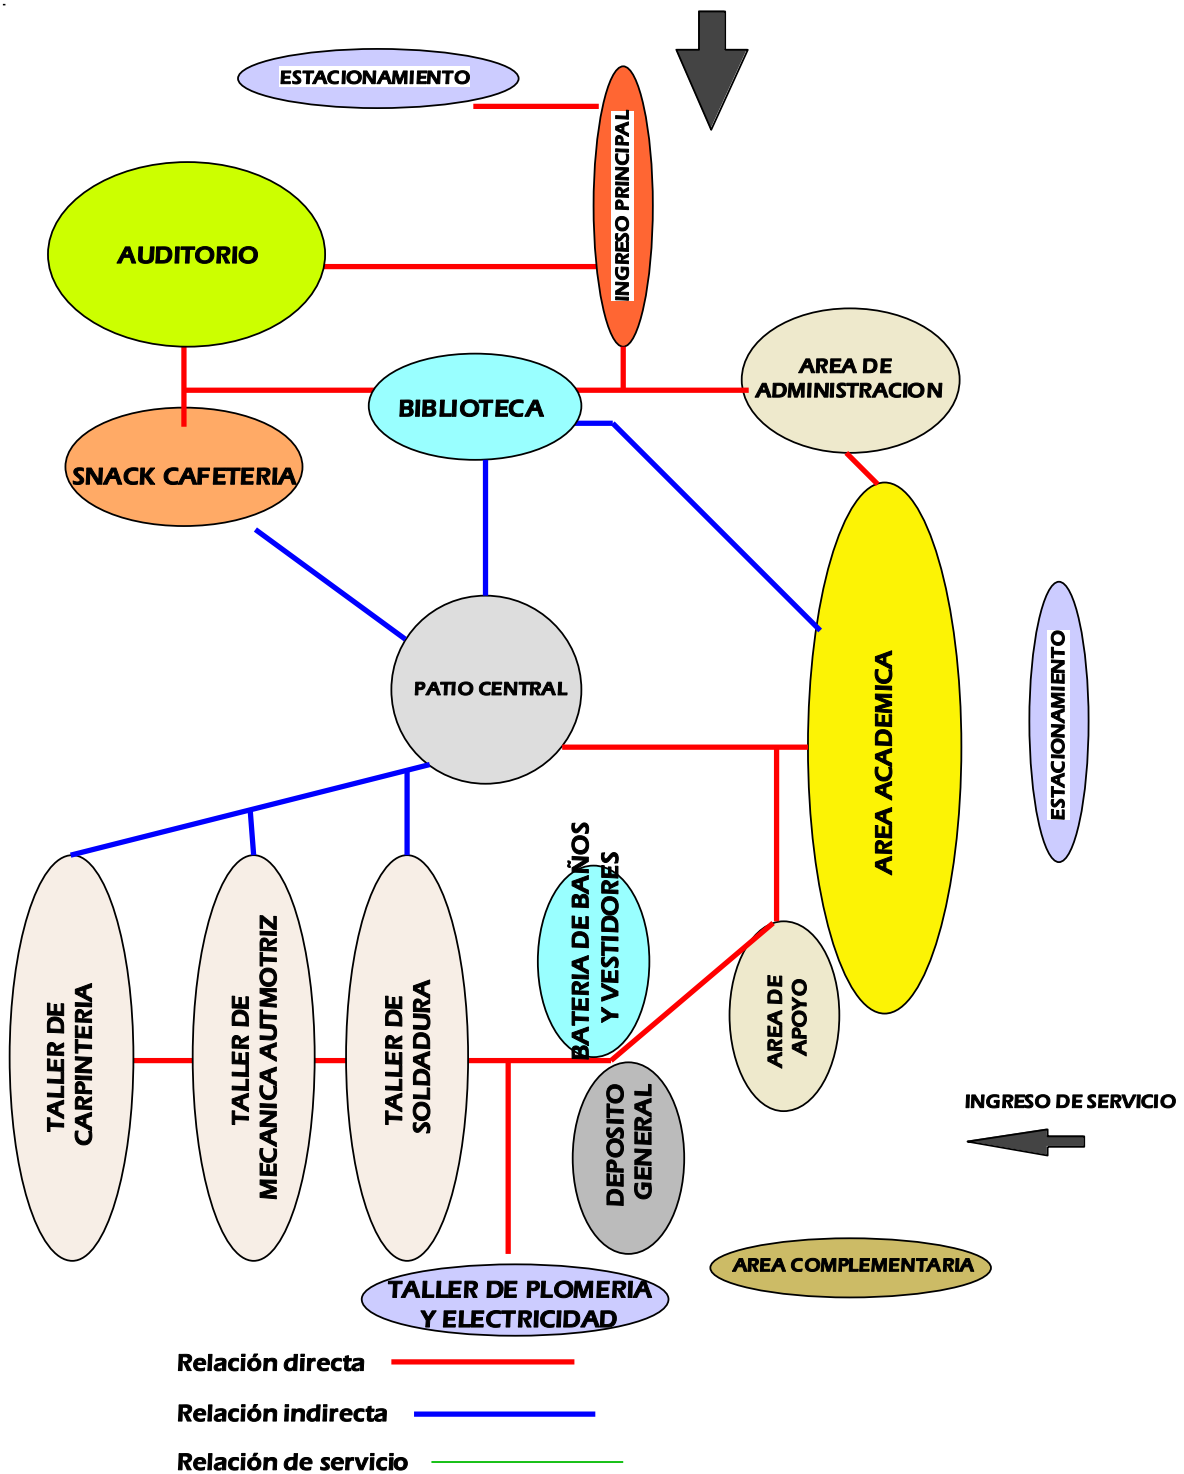 ESTACIONAMIENTO
INGRESO PRINCIPAL
AUDITORIO
AREA DE
ADMINISTRACION
BIBLIOTECA
SNACK CAFETERIA
PATIO CENTRAL
AREA ACADEMICA
ESTACIONAMIENTO
BATERIA DE BAÑOS
Y VESTIDORES
TALLER DE
CARPINTERIA
TALLER DE
MECANICA AUTMOTRIZ
TALLER DE
SOLDADURA
AREA DE
APOYO
DEPOSITO
GENERAL
INGRESO DE SERVICIO
AREA COMPLEMENTARIA
TALLER DE PLOMERIA
Y ELECTRICIDAD
Relación directa
Relación indirecta
Relación de servicio